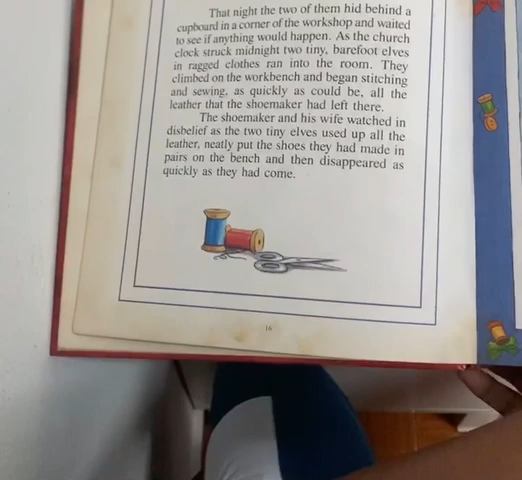 That night the two of them hid behind a
cupboard in a corner of the workshop and waited
to see if anything would happen. As the church
clock struck midnight two tiny, barefoot elves
in ragged clothes ran into the room. They
climbed on the workbench and began stitching
and sewing, as quickly as could be, all the
leather that the shoemaker had left there.
The shoemaker and his wife watched in
disbelief as the two tiny elves used up all the
leather, neatly put the shoes they had made in
pairs on the bench and then disappeared as
quickly as they had come.
16